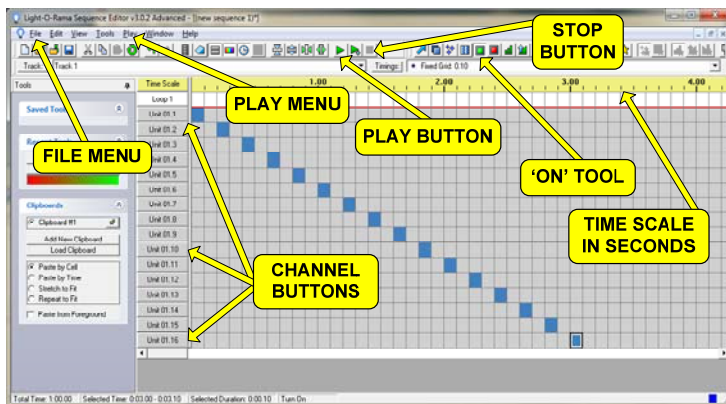 Light-O-Rama Sequence Editor v3.0.2 Advanced - [(new sequence 1)*]
File Edit View Tools Play Window Help
STOP
BUTTON
Track: Track 1
Timings: Fixed Grid: 0.10
Tools
Time Scale
1.00 3.00 4.00
Loop 1
Saved Tool
PLAY MENU
PLAY BUTTON
FILE MENU
'ON' TOOL
TIME SCALE
IN SECONDS
CHANNEL
BUTTONS
Unit 01.1
Unit 01.2
Unit 01.3
Unit 01.4
Unit 01.5
Unit 01.6
Unit 01.7
Unit 01.8
Unit 01.9
Unit 01.10
Unit 01.11
Unit 01.12
Unit 01.13
Unit 01.14
Unit 01.15
Unit 01.16
Clipboards
Clipboard #1
Add New Clipboard
Load Clipboard
Paste by Cell
Paste by Time
Stretch to Fit
Repeat to Fit
Paste from Foreground
Total Time: 1:00.00 Selected Time: 0:03.00 - 0:03.10 Selected Duration: 0:00.10 Turn On